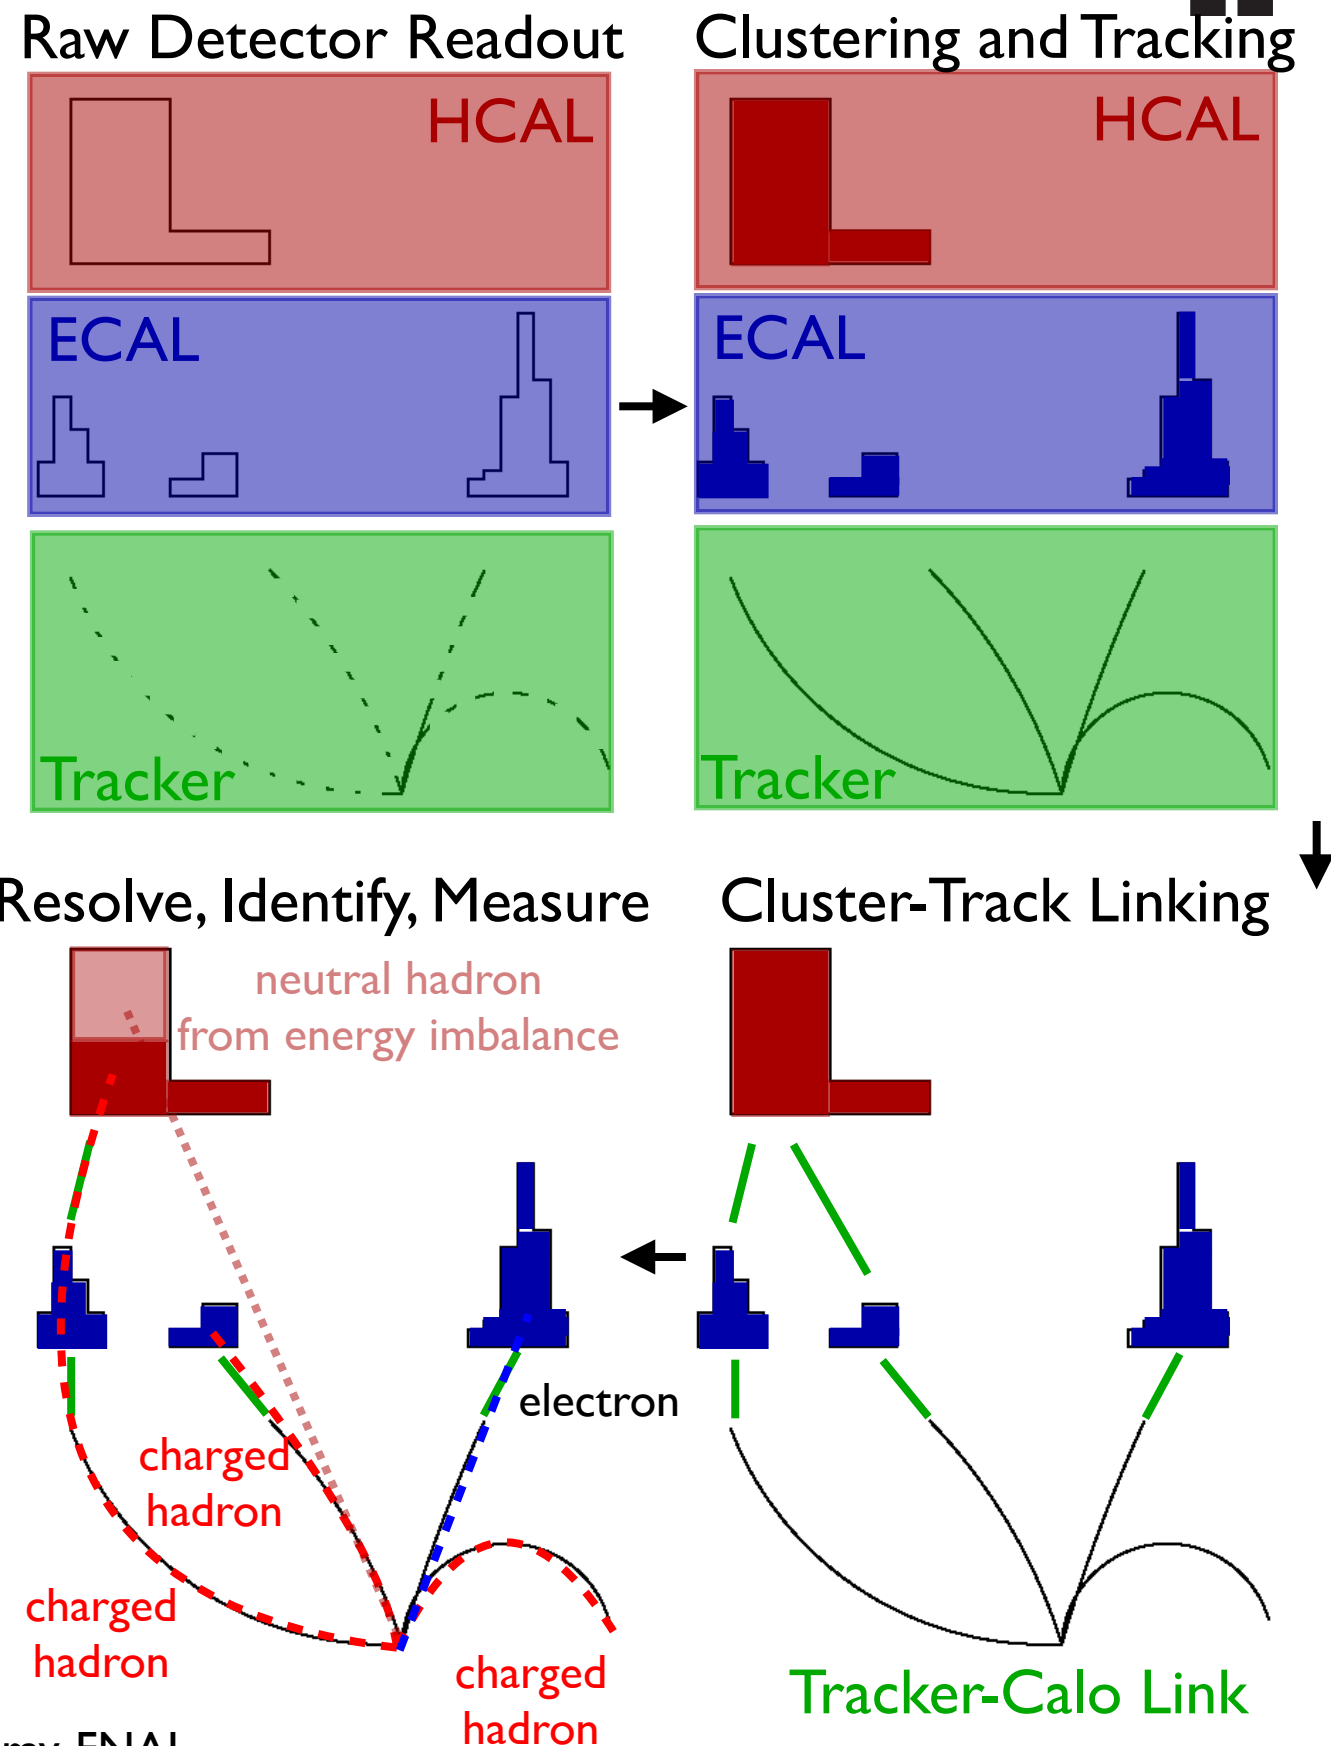 Raw Detector Readout
HCAL
ECAL
Tracker
Clustering and Tracking
HCAL
ECAL
Tracker
Resolve, Identify, Measure
neutral hadron
from energy imbalance
electron
charged
hadron
charged
hadron
charged
hadron
Cluster-Track Linking
Tracker-Calo Link
FNAL